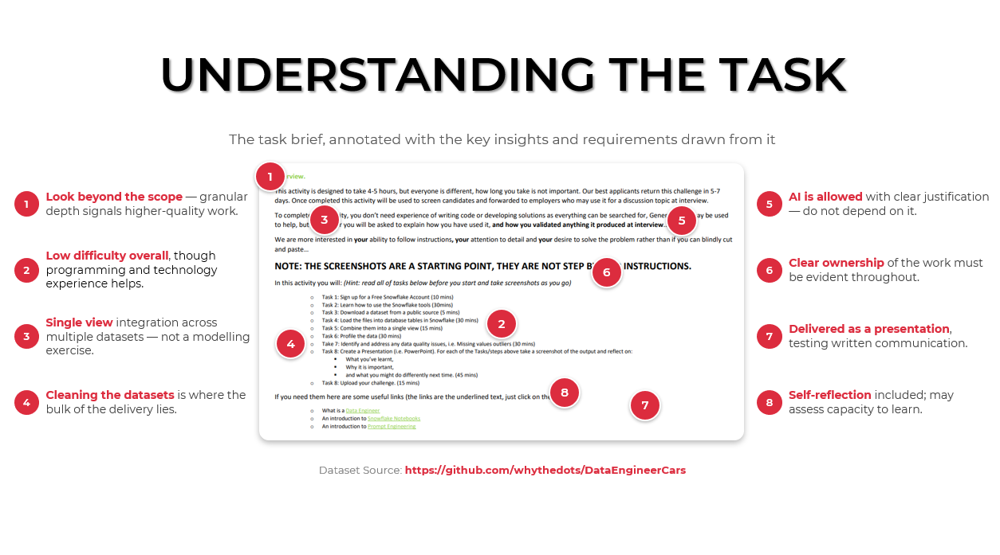 UNDERSTANDING THE TASK
The task brief, annotated with the key insights and requirements drawn from it
1
Look beyond the scope — granular
depth signals higher-quality work.
2
Low difficulty overall, though
programming and technology
experience helps.
3
Single view integration across
multiple datasets — not a modelling
exercise.
4
Cleaning the datasets is where the
bulk of the delivery lies.
1
rview.
This activity is designed to take 4-5 hours, but everyone is different, how long you take is not important. Our best applicants return this challenge in 5-7
days. Once completed this activity will be used to screen candidates and forwarded to employers who may use it for a discussion topic at interview.
3
5
To complete ity, you don't need experience of writing code or developing solutions as everything can be searched for, Gener ay be used
to help, but you will be asked to explain how you have used it, and how you validated anything it produced at interview..
We are more interested in your ability to follow instructions, your attention to detail and your desire to solve the problem rather than if you can blindly cut
and paste...
NOTE: THE SCREENSHOTS ARE A STARTING POINT, THEY ARE NOT STEP B INSTRUCTIONS.
6
In this activity you will: (Hint: read all of tasks below before you start and take screenshots as you go)
o Task 1: Sign up for a Free Snowflake Account (10 mins)
o Task 2: Learn how to use the Snowflake tools (30mins)
o Task 3: Download a dataset from a public source (5 mins)
o Task 4: Load the files into database tables in Snowflake (30 mins)
2
o Task 5: Combine them into a single view (15 mins)
o Task 6: Profile the data (30 mins)
4
o Take 7: Identify and address any data quality issues, i.e. Missing values outliers (30 mins)
o Task 8: Create a Presentation (i.e. PowerPoint). For each of the Tasks/steps above take a screenshot of the output and reflect on:
▪ What you've learnt,
▪ Why it is important,
▪ and what you might do differently next time. (45 mins)
o Task 8: Upload your challenge. (15 mins)
If you need them here are some useful links (the links are the underlined text, just click on the
8
7
o What is a Data Engineer
o An introduction to Snowflake Notebooks
o An introduction to Prompt Engineering
5
AI is allowed with clear justification
— do not depend on it.
6
Clear ownership of the work must
be evident throughout.
7
Delivered as a presentation,
testing written communication.
8
Self-reflection included; may
assess capacity to learn.
Dataset Source: https://github.com/whythedots/DataEngineerCars